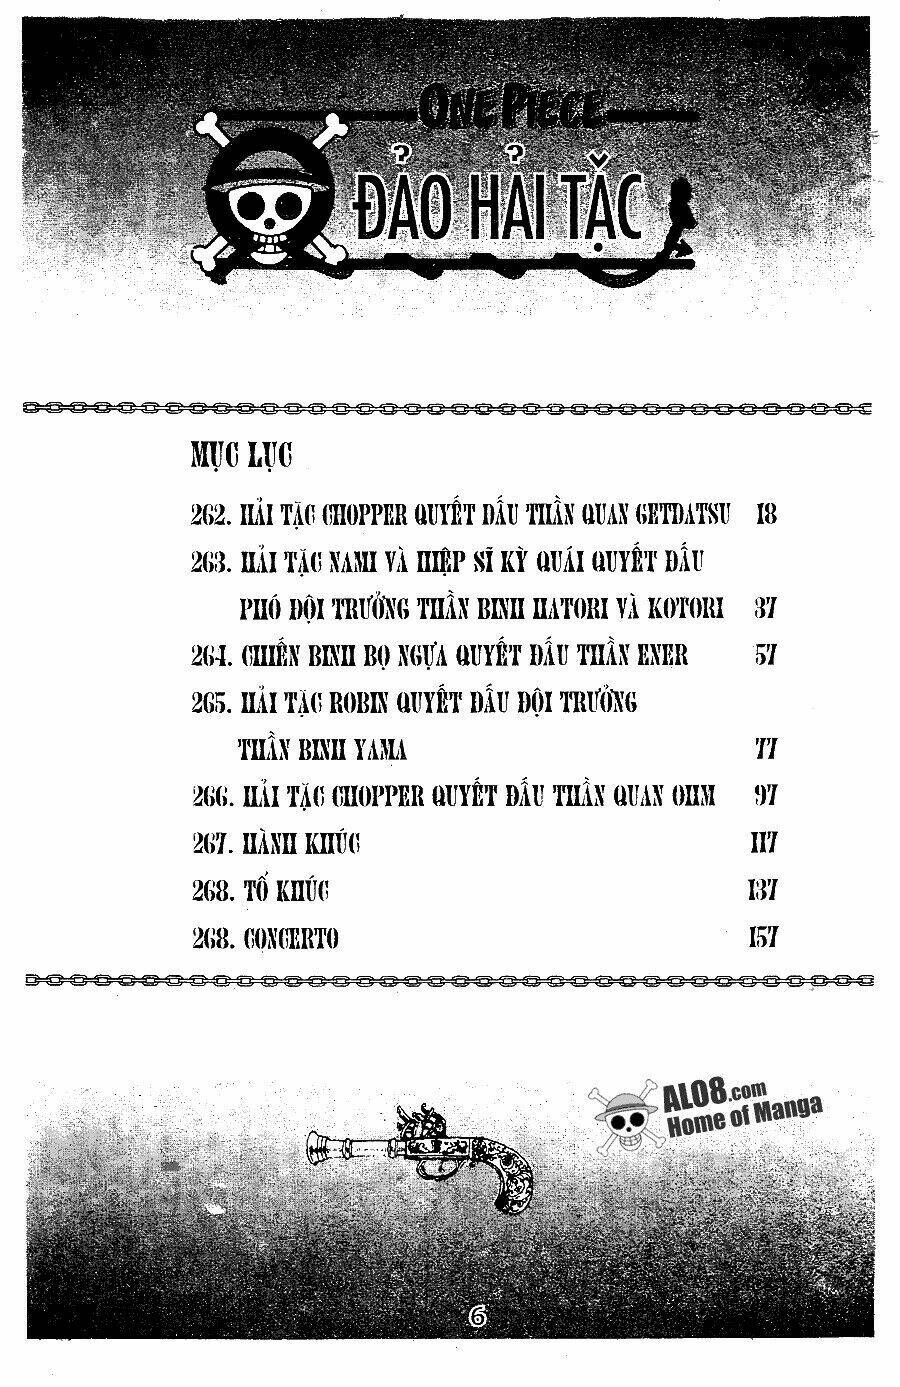 ONE PIECE
ĐẢO HẢI TẶC
MỤC LỤC
262. HẢI TẶC CHOPPER QUYẾT ĐẤU THẦN QUAN GETDATSU 18
263. HẢI TẶC NAMI VÀ HIỆP SĨ KỲ QUÁI QUYẾT ĐẤU
PHÓ ĐỘI TRƯỞNG THẦN BINH HATORI VÀ KOTORI 37
264. CHIẾN BINH BỌ NGỰA QUYẾT ĐẤU THẦN ENER 57
265. HẢI TẶC ROBIN QUYẾT ĐẤU ĐỘI TRƯỞNG
THẦN BINH YAMA 77
266. HẢI TẶC CHOPPER QUYẾT ĐẤU THẦN QUAN OHM 97
267. HÀNH KHÚC 117
268. TỔ KHÚC 137
268. CONCERTO 157
ALO8.com
Home of Manga
6